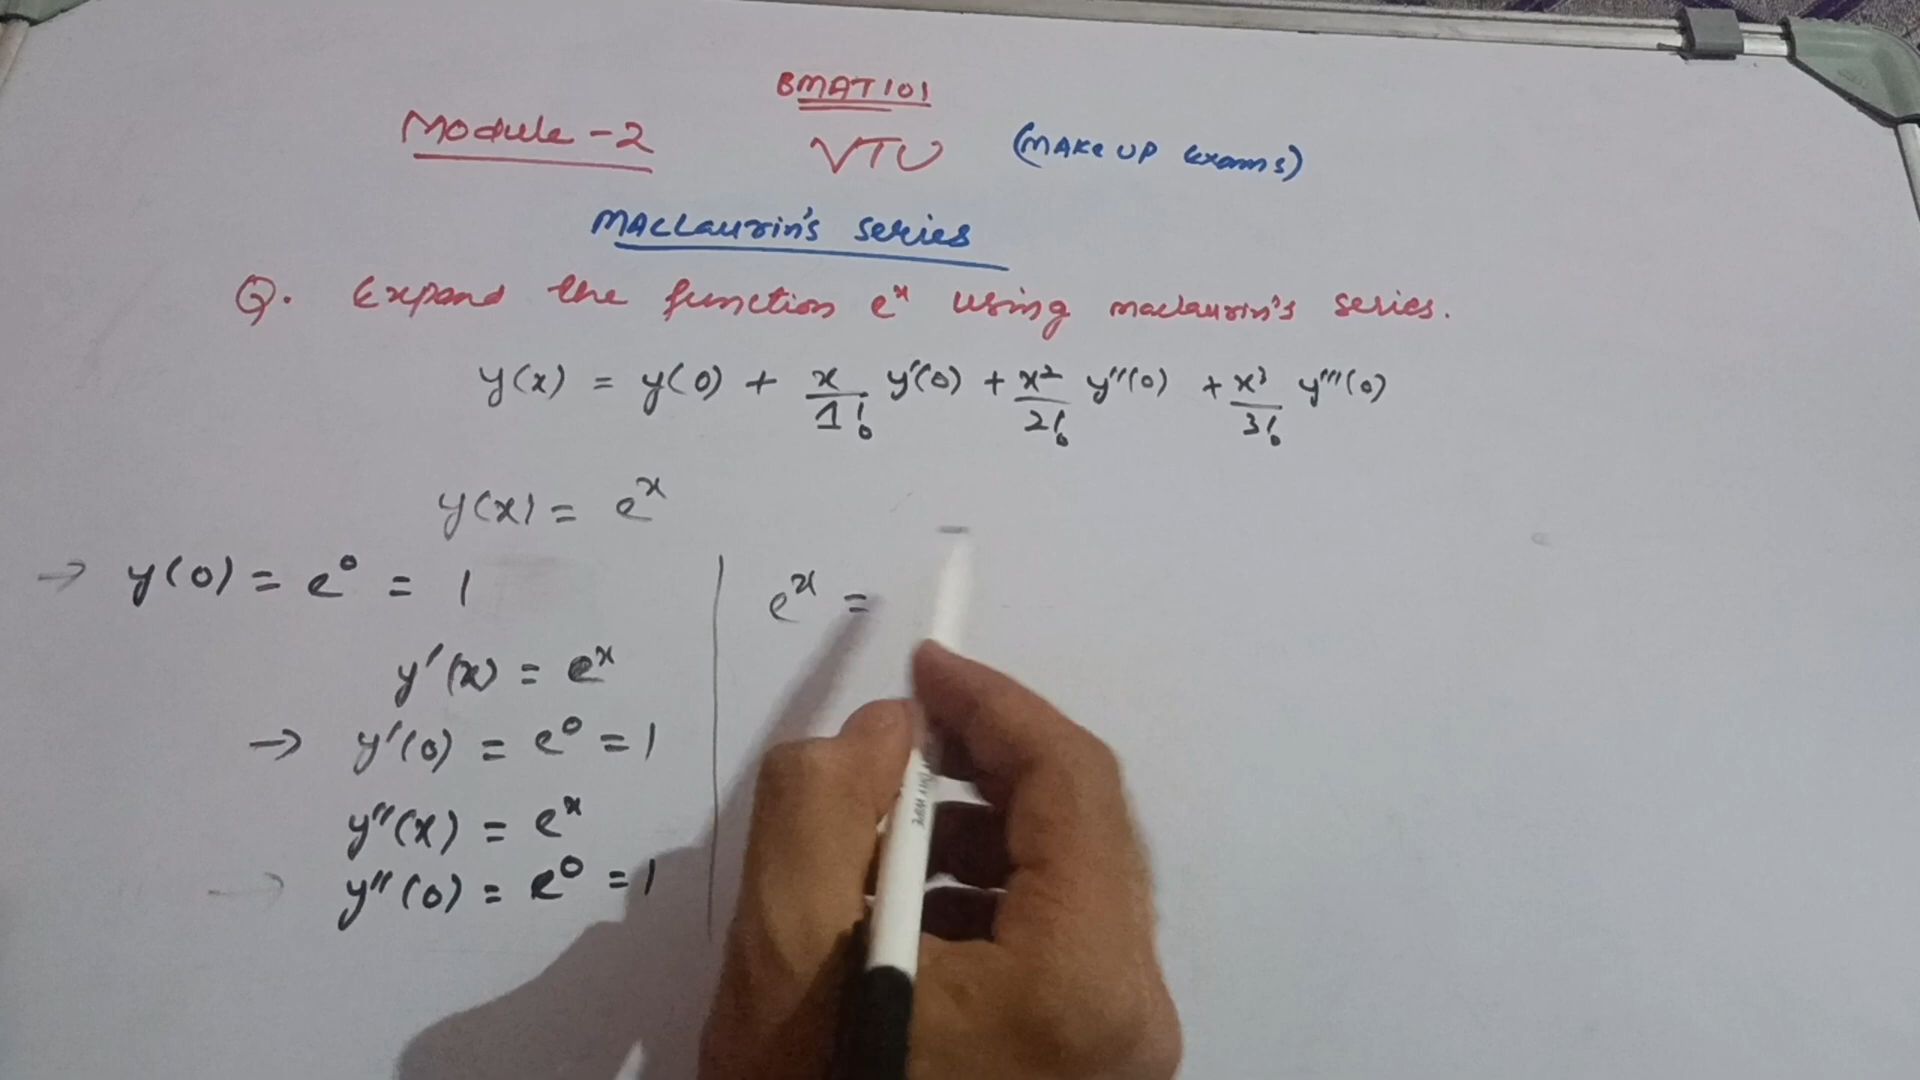 BMAT101
Module-2 VTU (MAKE UP Exams)
MACLaurin's series
Q. Expand the function eˣ using maclaurin's series.
y(x) = y(0) + x/1! y'(0) + x²/2! y''(0) + x³/3! y'''(0)
y(x) = eˣ
→ y(0) = e⁰ = 1
eˣ =
y'(x) = eˣ
→ y'(0) = e⁰ = 1
y''(x) = eˣ
→ y''(0) = e⁰ = 1